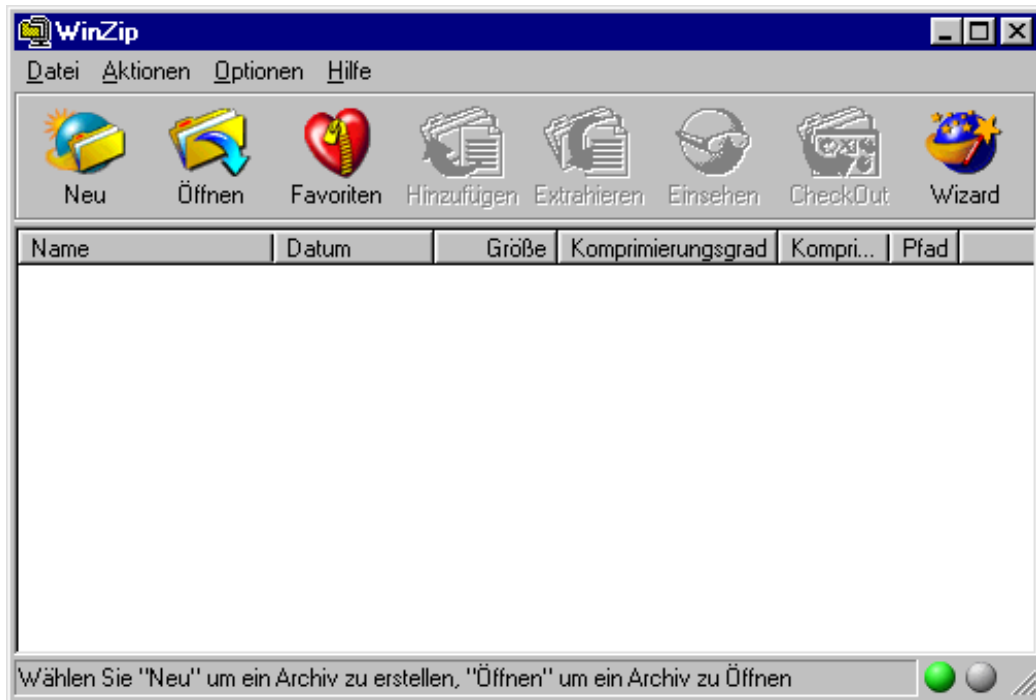 WinZip
Datei Aktionen Optionen Hilfe
Neu Öffnen Favoriten Hinzufügen Extrahieren Einsehen CheckOut Wizard
Name Datum Größe Komprimierungsgrad Kompri... Pfad
Wählen Sie "Neu" um ein Archiv zu erstellen, "Öffnen" um ein Archiv zu Öffnen